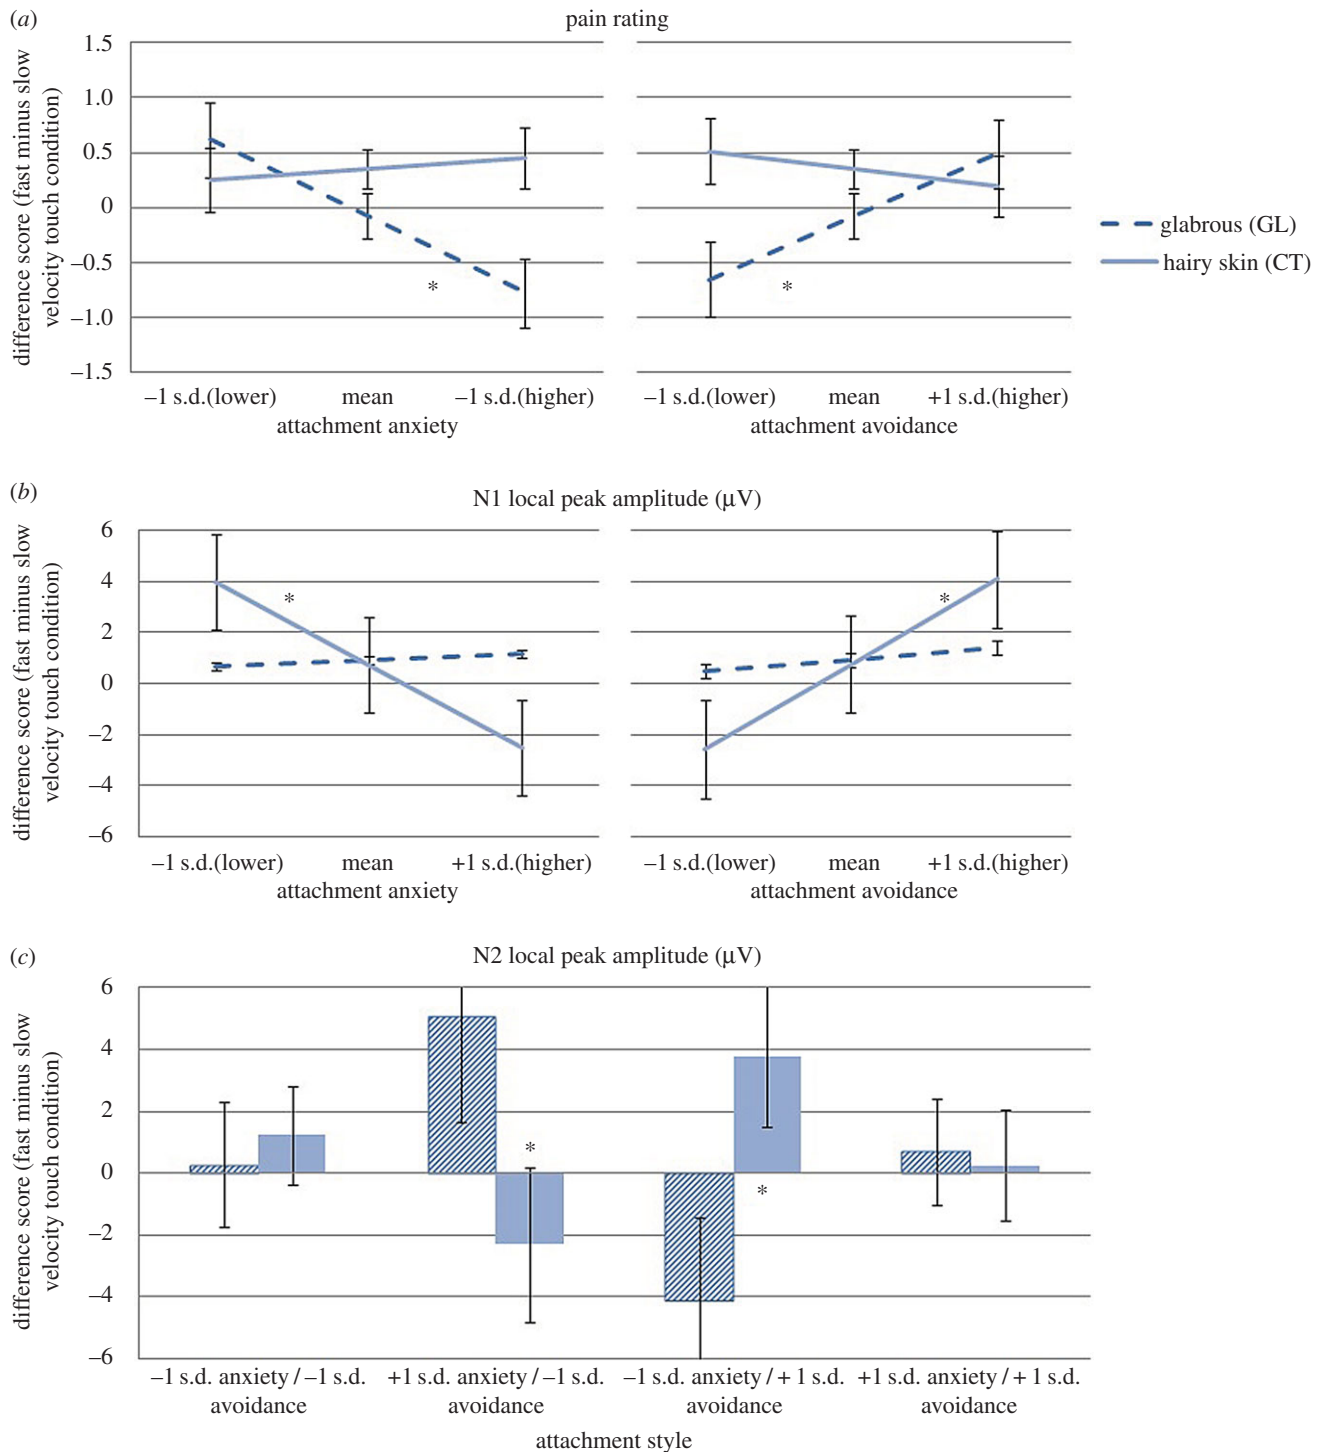 (a)
pain rating
difference score (fast minus slow
velocity touch condition)
1.5
1.0
0.5
0
–0.5
–1.0
–1.5
*
*
glabrous (GL)
hairy skin (CT)
–1 s.d.(lower) mean –1 s.d.(higher)
attachment anxiety
–1 s.d.(lower) mean +1 s.d.(higher)
attachment avoidance
(b)
N1 local peak amplitude (µV)
difference score (fast minus slow
velocity touch condition)
6
4
2
0
–2
–4
–6
*
*
–1 s.d.(lower) mean +1 s.d.(higher)
attachment anxiety
–1 s.d.(lower) mean +1 s.d.(higher)
attachment avoidance
(c)
N2 local peak amplitude (µV)
difference score (fast minus slow
velocity touch condition)
6
4
2
0
–2
–4
–6
*
*
–1 s.d. anxiety / –1 s.d.
avoidance
+1 s.d. anxiety / –1 s.d.
avoidance
–1 s.d. anxiety / + 1 s.d.
avoidance
+1 s.d. anxiety / + 1 s.d.
avoidance
attachment style